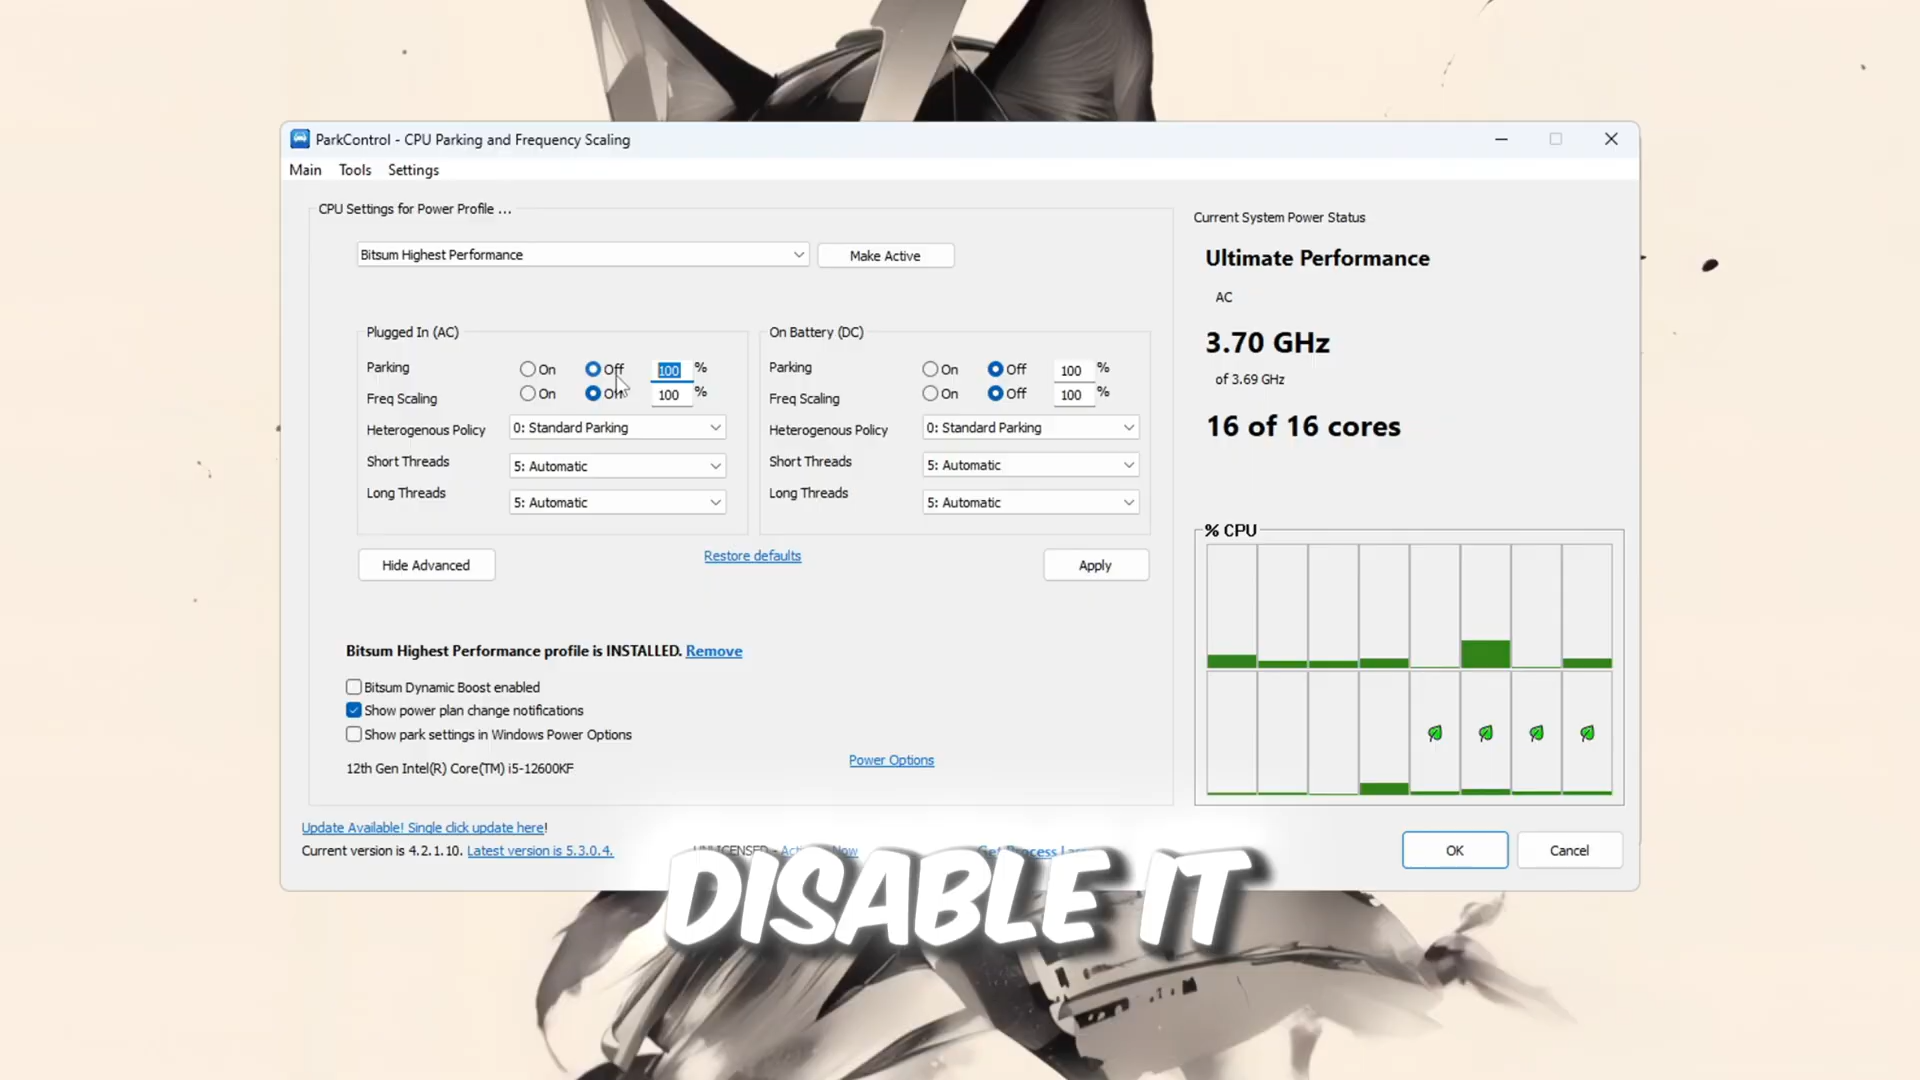 ParkControl - CPU Parking and Frequency Scaling
Main Tools Settings
CPU Settings for Power Profile ...
Bitsum Highest Performance
Make Active
Plugged In (AC)
Parking On Off 100 %
Freq Scaling On Off 100 %
Heterogenous Policy 0: Standard Parking
Short Threads 5: Automatic
Long Threads 5: Automatic
On Battery (DC)
Parking On Off 100 %
Freq Scaling On Off 100 %
Heterogenous Policy 0: Standard Parking
Short Threads 5: Automatic
Long Threads 5: Automatic
Hide Advanced
Restore defaults
Apply
Bitsum Highest Performance profile is INSTALLED. Remove
Bitsum Dynamic Boost enabled
Show power plan change notifications
Show park settings in Windows Power Options
12th Gen Intel(R) Core(TM) i5-12600KF
Power Options
Current System Power Status
Ultimate Performance
AC
3.70 GHz
of 3.69 GHz
16 of 16 cores
% CPU
Update Available! Single click update here!
Current version is 4.2.1.10. Latest version is 5.3.0.4.
OK
Cancel
DISABLE IT